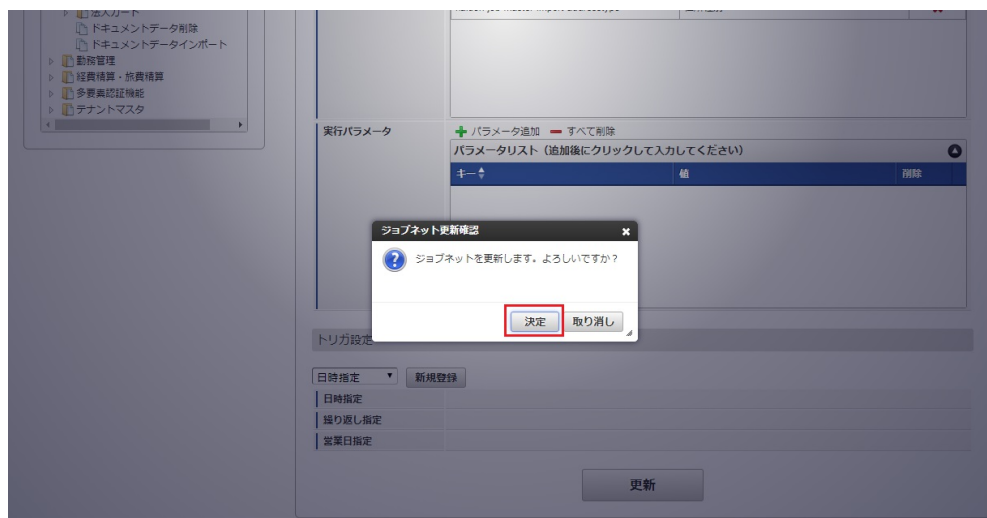 法人カード
ドキュメントデータ削除
ドキュメントデータインポート
勤務管理
経費精算・旅費精算
多要素認証機能
テナントマスタ
実行パラメータ
パラメータ追加 すべて削除
パラメータリスト（追加後にクリックして入力してください）
キー 値 削除
ジョブネット更新確認
ジョブネットを更新します。よろしいですか？
決定 取り消し
トリガ設定
日時指定 新規登録
日時指定
繰り返し指定
営業日指定
更新